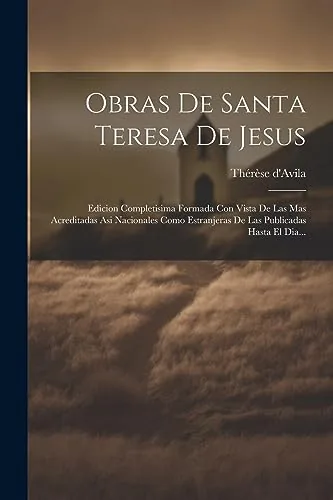 OBRAS DE SANTA
TERESA DE JESUS
Thérèse d'Avila
Edicion Completisima Formada Con Vista De Las Mas
Acreditadas Asi Nacionales Como Estranjeras De Las Publicadas
Hasta El Dia...